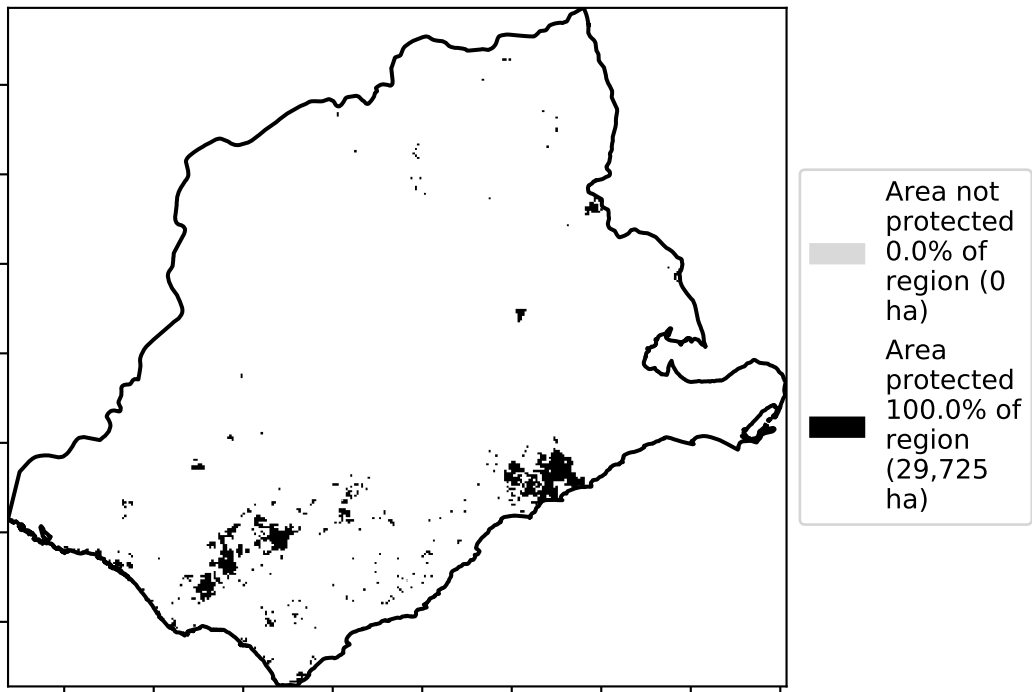 Area not
protected
0.0% of
region (0
ha)
Area
protected
100.0% of
region
(29,725
ha)